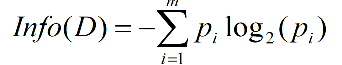 Info(D) = -∑_{i=1}^{m} p_i log_2(p_i)